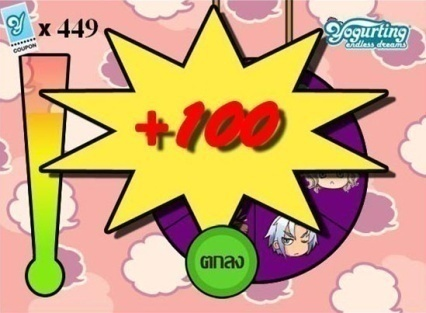 x 449
COUPON
Yogurting
endless dreams
+100
ตกลง